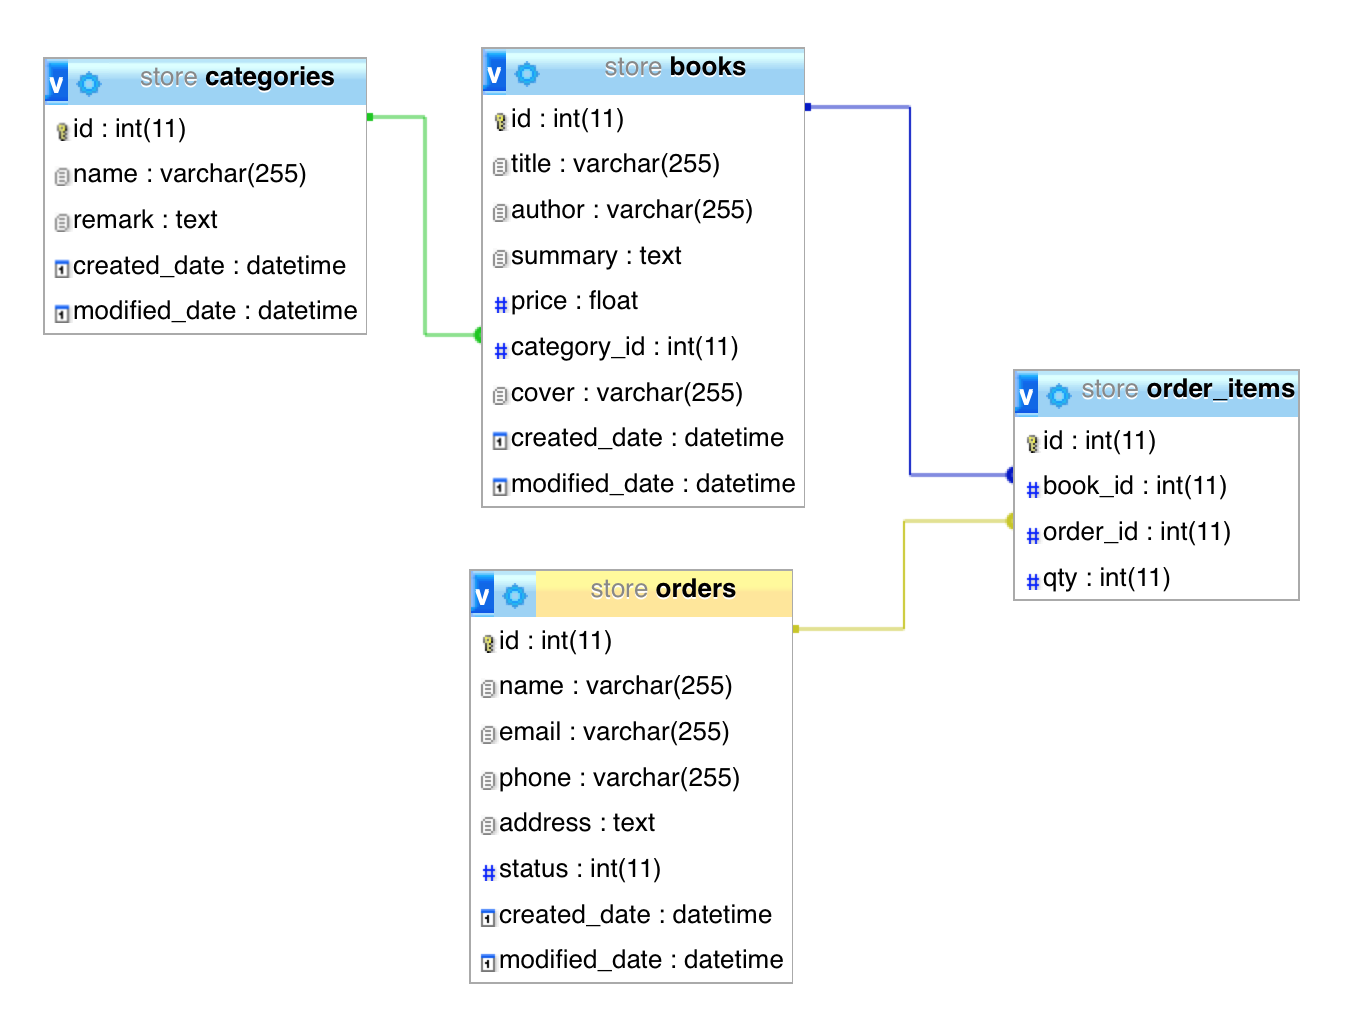 v store categories
id : int(11)
name : varchar(255)
remark : text
created_date : datetime
modified_date : datetime
v store books
id : int(11)
title : varchar(255)
author : varchar(255)
summary : text
# price : float
# category_id : int(11)
cover : varchar(255)
created_date : datetime
modified_date : datetime
v store order_items
id : int(11)
# book_id : int(11)
# order_id : int(11)
# qty : int(11)
v store orders
id : int(11)
name : varchar(255)
email : varchar(255)
phone : varchar(255)
address : text
# status : int(11)
created_date : datetime
modified_date : datetime